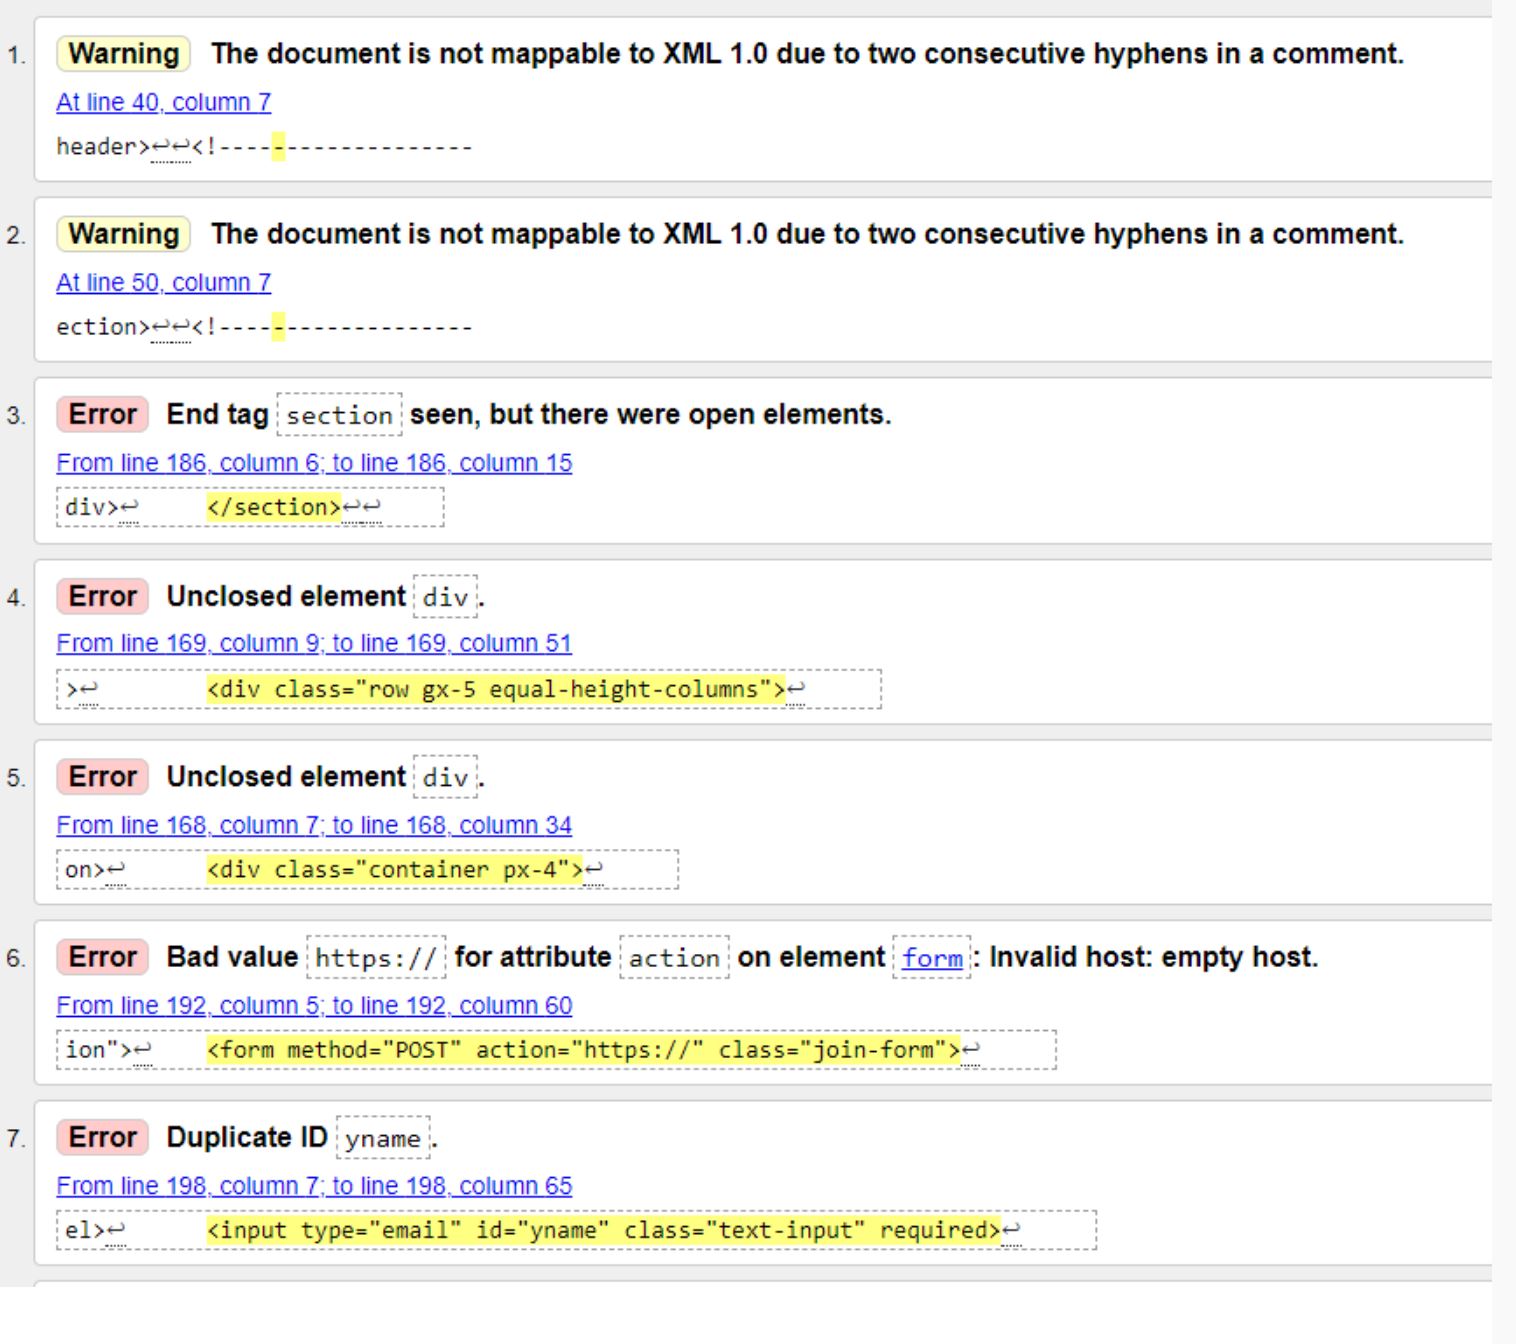 1. Warning The document is not mappable to XML 1.0 due to two consecutive hyphens in a comment.
At line 40, column 7
header>↩↩<!-------------------
2. Warning The document is not mappable to XML 1.0 due to two consecutive hyphens in a comment.
At line 50, column 7
ection>↩↩<!-------------------
3. Error End tag section seen, but there were open elements.
From line 186, column 6; to line 186, column 15
div>↩ </section>↩↩
4. Error Unclosed element div.
From line 169, column 9; to line 169, column 51
>↩ <div class="row gx-5 equal-height-columns">↩
5. Error Unclosed element div.
From line 168, column 7; to line 168, column 34
on>↩ <div class="container px-4">↩
6. Error Bad value https:// for attribute action on element form: Invalid host: empty host.
From line 192, column 5; to line 192, column 60
ion">↩ <form method="POST" action="https://" class="join-form">↩
7. Error Duplicate ID yname.
From line 198, column 7; to line 198, column 65
el>↩ <input type="email" id="yname" class="text-input" required>↩